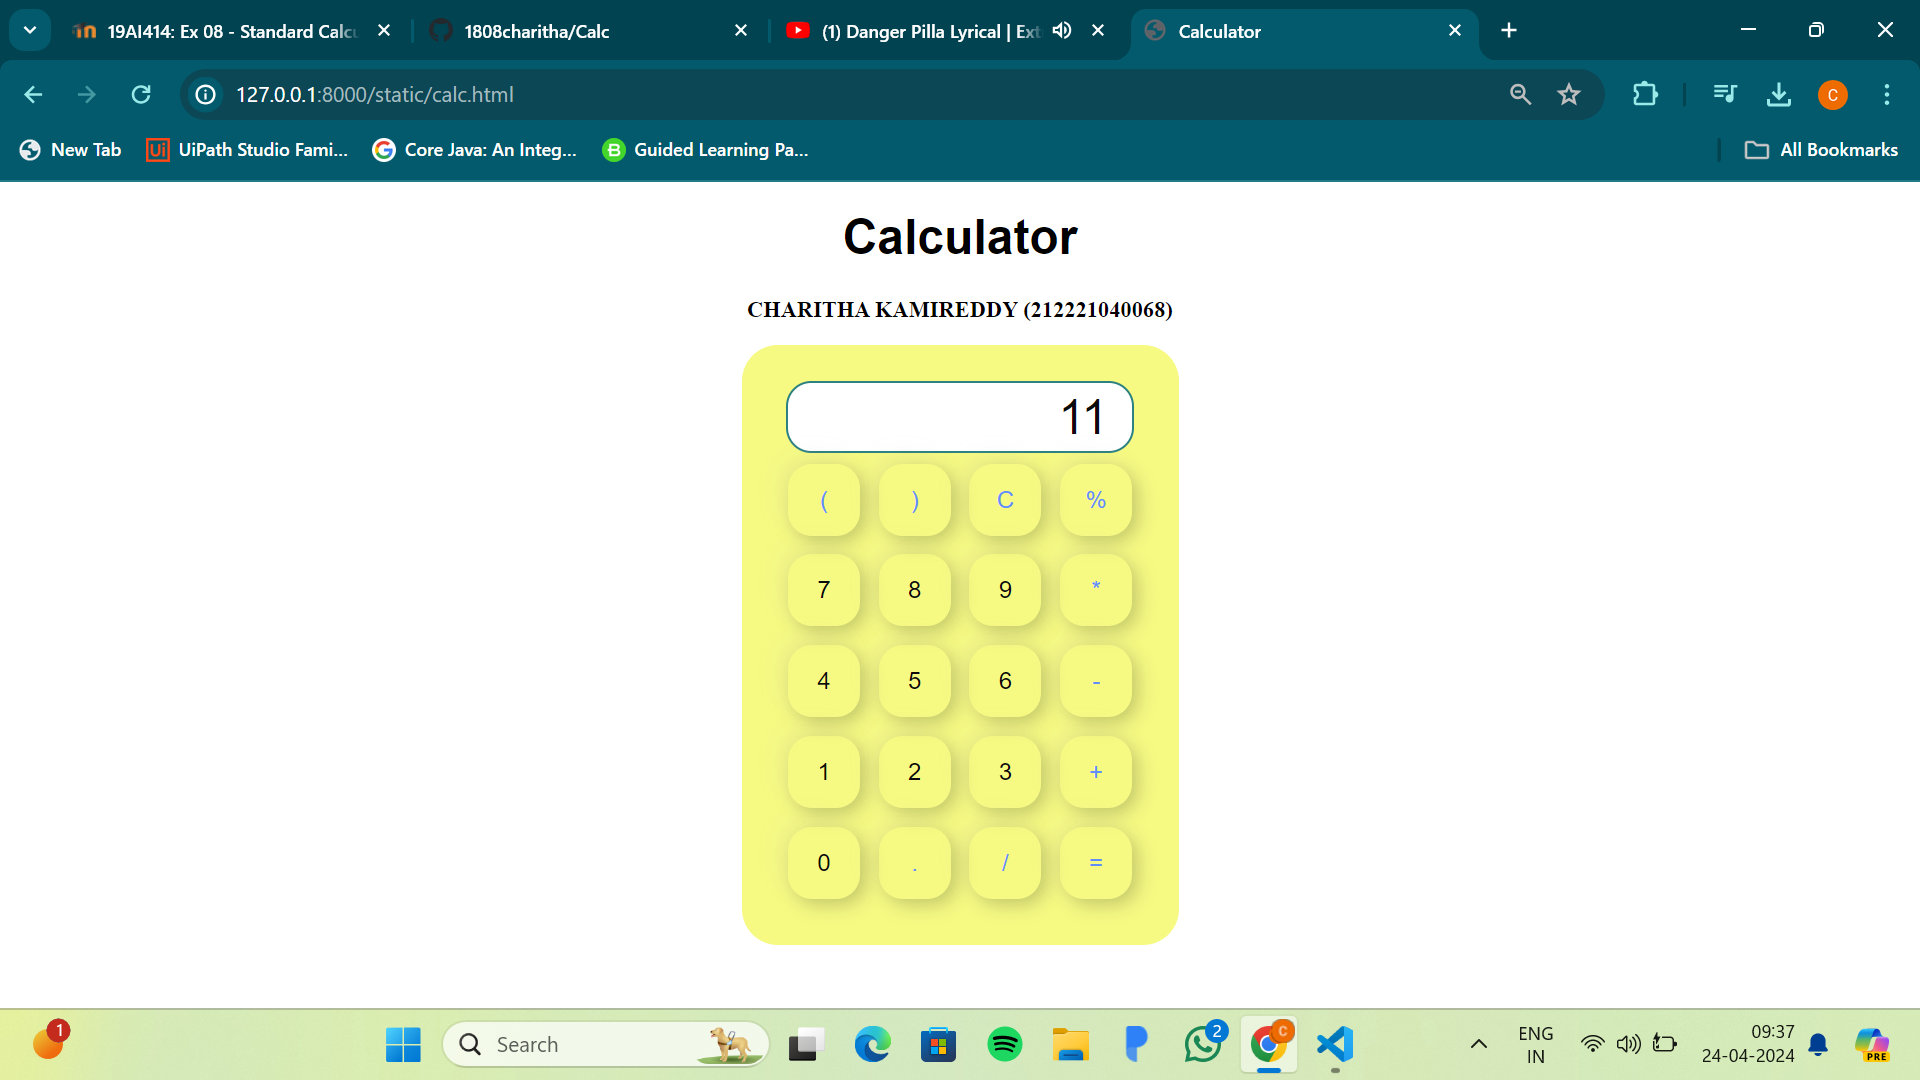 19AI414: Ex 08 - Standard Calcu
1808charitha/Calc
(1) Danger Pilla Lyrical | Ext
Calculator
127.0.0.1:8000/static/calc.html
C
New Tab
Ui
UiPath Studio Fami...
G
Core Java: An Integ...
B
Guided Learning Pa...
All Bookmarks
Calculator
CHARITHA KAMIREDDY (212221040068)
11
( ) C %
7 8 9 *
4 5 6 -
1 2 3 +
0 . / =
1
Search
2
C
ENG
IN
09:37
24-04-2024
PRE